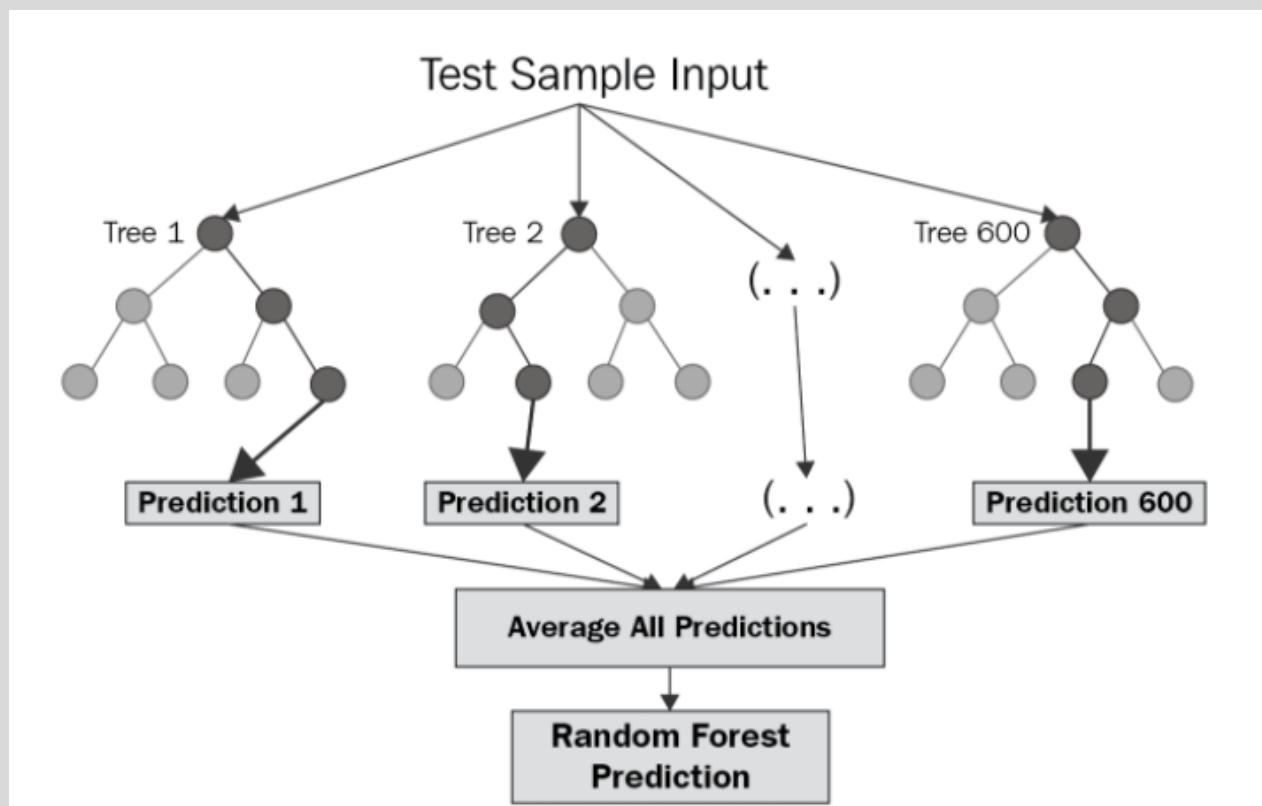 Test Sample Input
Tree 1
Tree 2
Tree 600
(. . .)
Prediction 1
Prediction 2
(. . .)
Prediction 600
Average All Predictions
Random Forest
Prediction